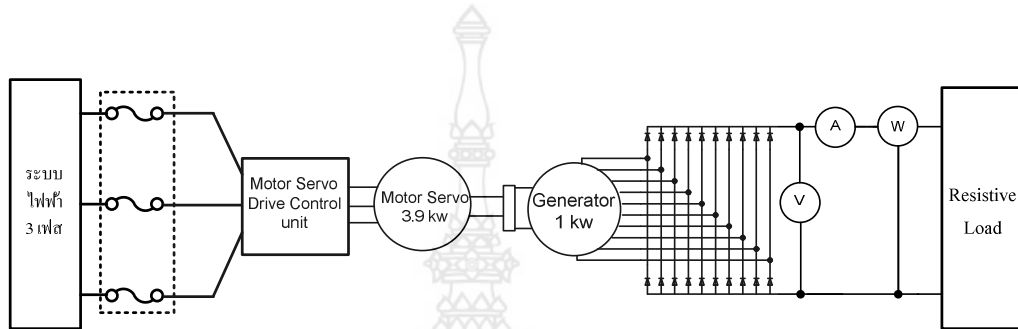 ระบบ
ไฟฟ้า
3 เฟส
Motor Servo
Drive Control
unit
Motor Servo
3.9 kw
Generator
1 kw
A
W
V
Resistive
Load